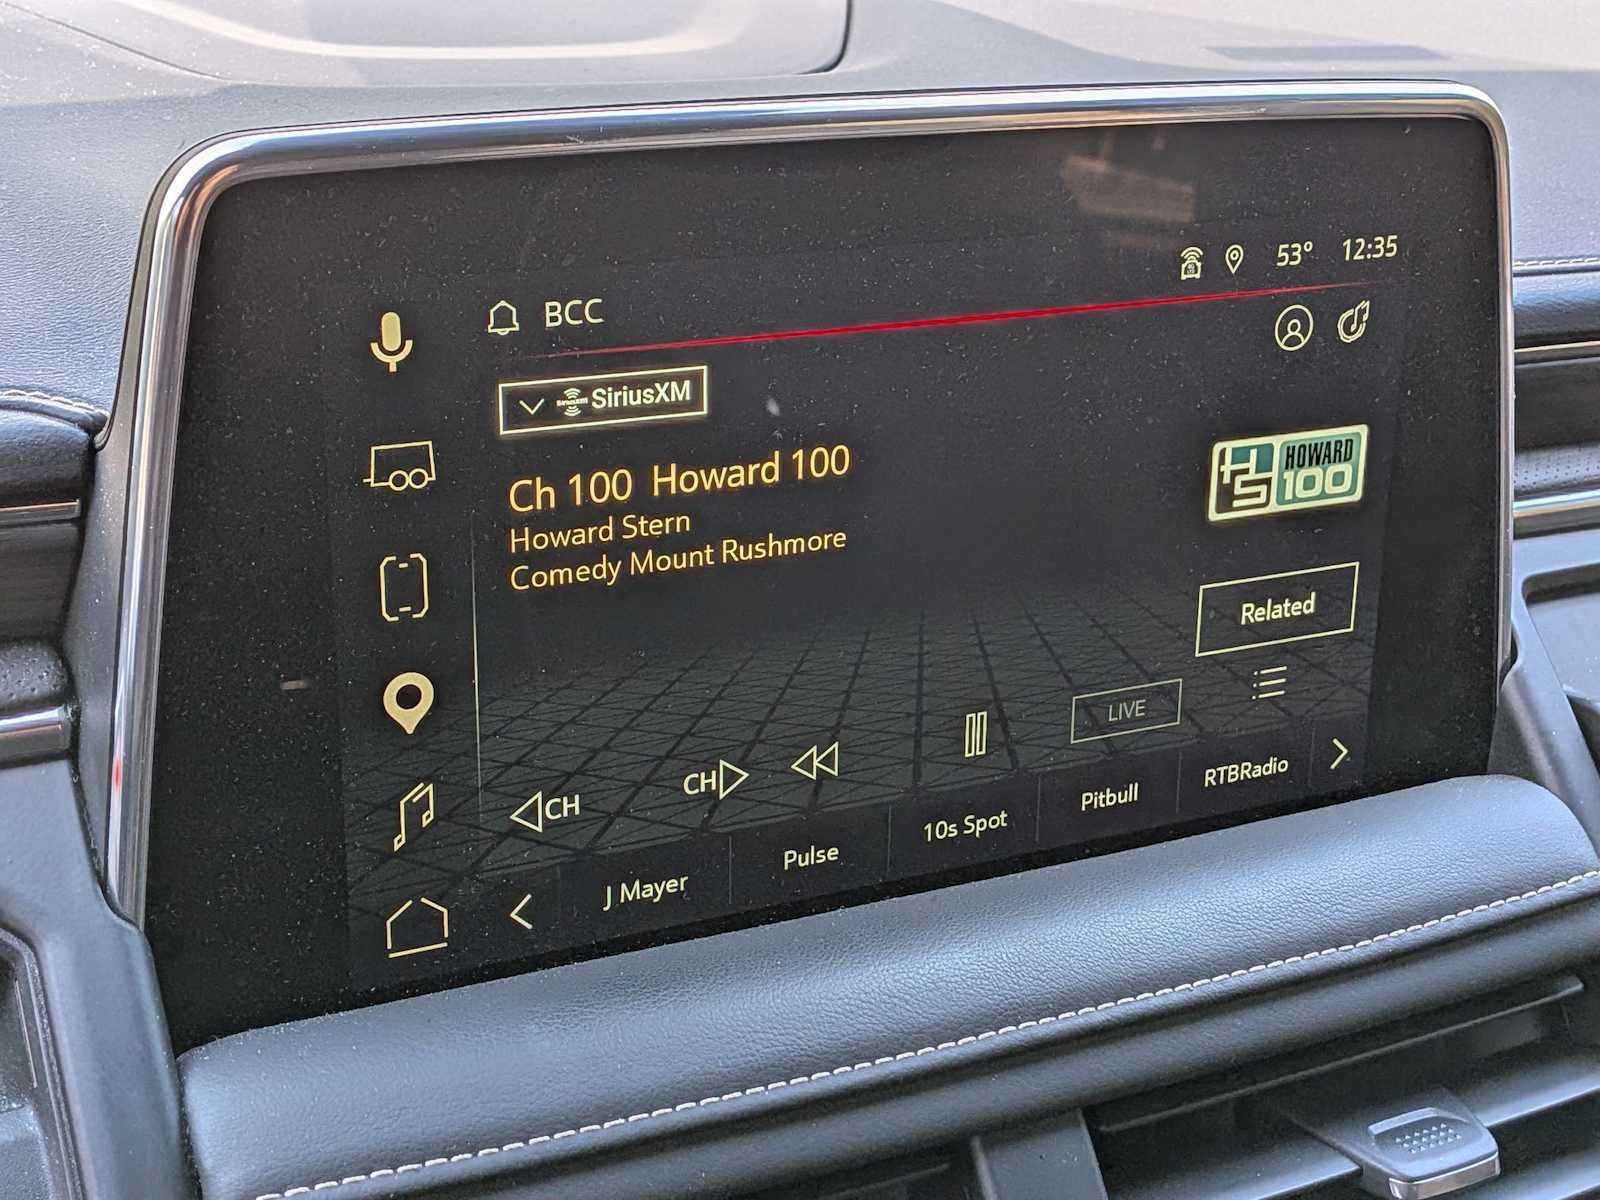 53° 12:35
BCC
SiriusXM
Ch 100 Howard 100
Howard Stern
Comedy Mount Rushmore
HS HOWARD
100
Related
LIVE
CH CH
J Mayer Pulse 10s Spot Pitbull RTBRadio